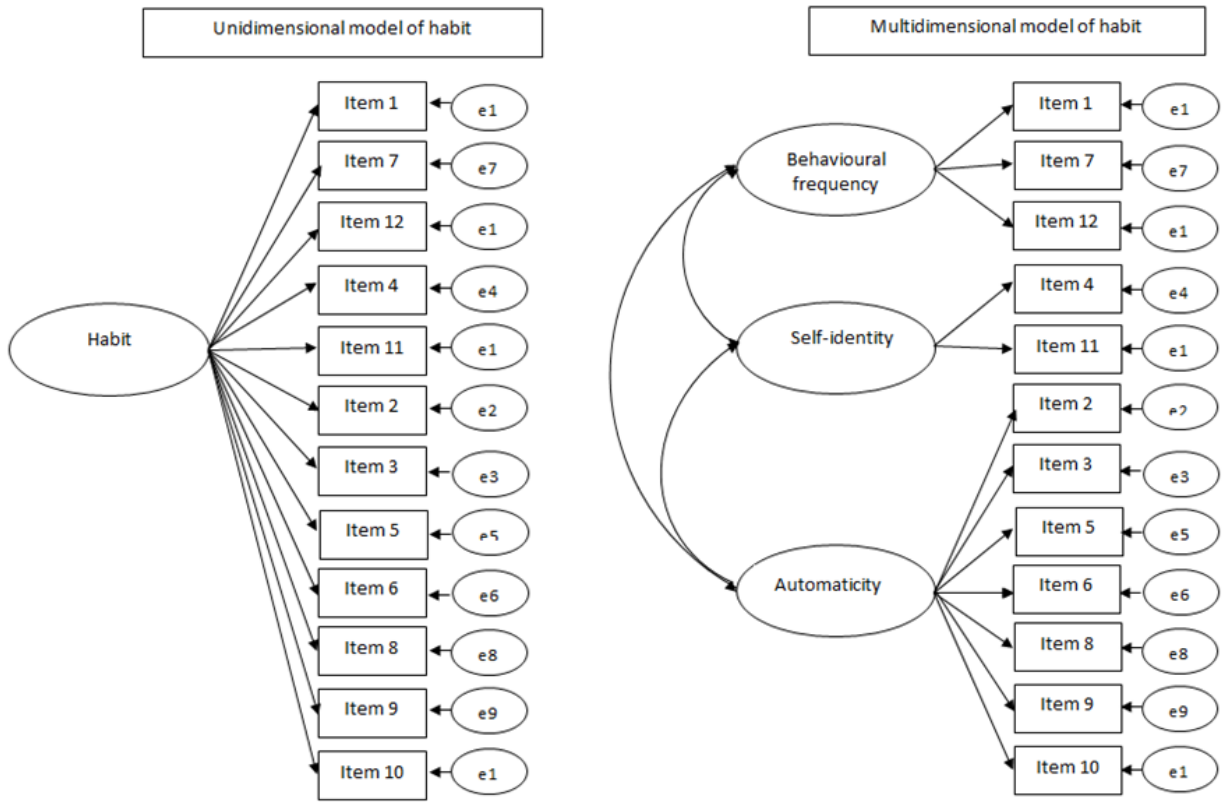 Unidimensional model of habit
Item 1
e1
Item 7
e7
Item 12
e1
Item 4
e4
Habit
Item 11
e1
Item 2
e2
Item 3
e3
Item 5
e5
Item 6
e6
Item 8
e8
Item 9
e9
Item 10
e1
Multidimensional model of habit
Behavioural
frequency
Item 1
e1
Item 7
e7
Item 12
e1
Self-identity
Item 4
e4
Item 11
e1
Automaticity
Item 2
e2
Item 3
e3
Item 5
e5
Item 6
e6
Item 8
e8
Item 9
e9
Item 10
e1